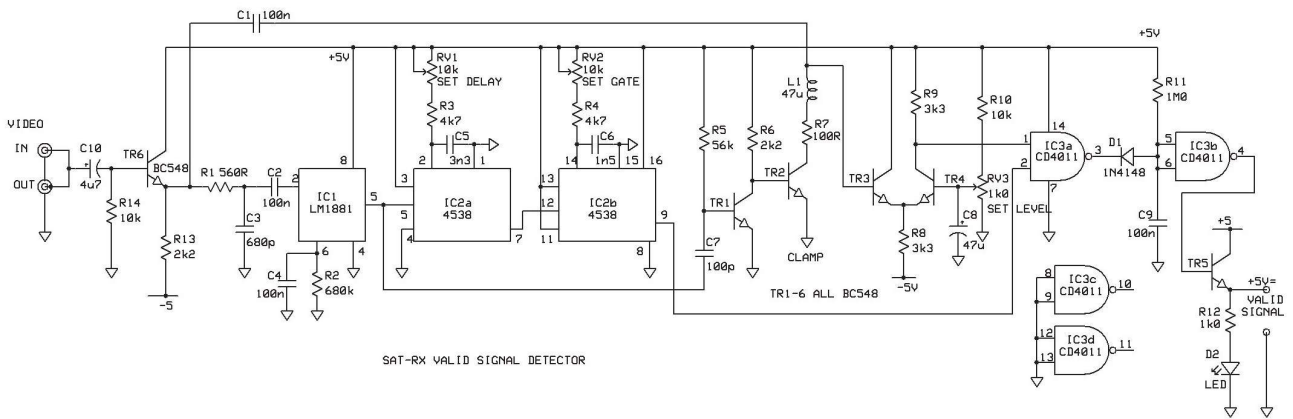 C1
100n
+5V
+5V
RV1
10k
SET DELAY
RV2
10k
SET GATE
L1
47u
R11
1M0
VIDEO
IN
OUT
C10
4u7
TR6
BC548
R14
10k
R13
2k2
-5
R1 560R
C2
100n
C3
680p
2
8
IC1
LM1881
5
6
4
C4
100n
R2
680k
R3
4k7
C5
3n3
2
1
3
5
4
IC2a
4538
7
R4
4k7
C6
1n5
14
15
16
13
12
11
IC2b
4538
9
8
R5
56k
R6
2k2
R7
100R
TR1
TR2
C7
100p
CLAMP
TR1-6 ALL BC548
R9
3k3
R10
10k
TR3
TR4
RV3
1k0
SET LEVEL
R8
3k3
-5V
C8
47u
14
1
2
IC3a
CD4011
3
7
D1
1N4148
5
6
IC3b
CD4011
4
C9
100n
8
9
IC3c
CD4011
10
12
13
IC3d
CD4011
11
+5
TR5
+5V=
VALID
SIGNAL
R12
1k0
D2
LED
SAT-RX VALID SIGNAL DETECTOR